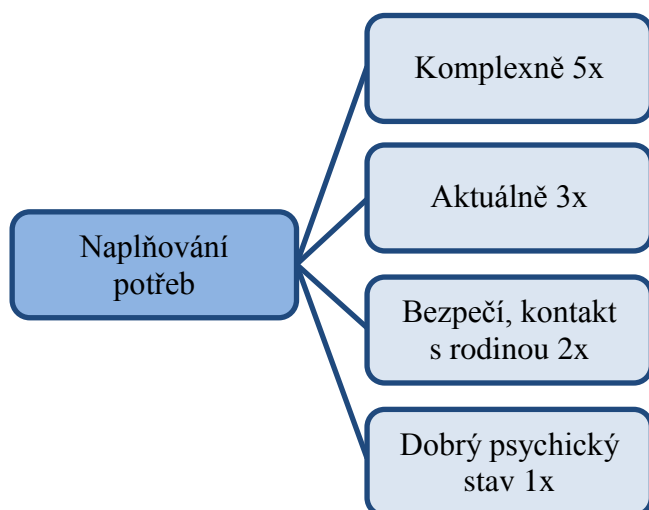 Komplexně 5x
Aktuálně 3x
Naplňování
potřeb
Bezpečí, kontakt
s rodinou 2x
Dobrý psychický
stav 1x